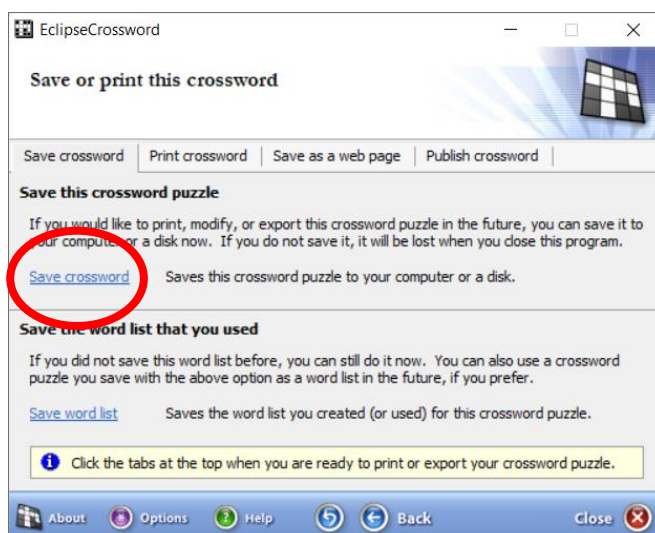 EclipseCrossword
Save or print this crossword
Save crossword Print crossword Save as a web page Publish crossword
Save this crossword puzzle
If you would like to print, modify, or export this crossword puzzle in the future, you can save it to
your computer or a disk now. If you do not save it, it will be lost when you close this program.
Save crossword Saves this crossword puzzle to your computer or a disk.
Save the word list that you used
If you did not save this word list before, you can still do it now. You can also use a crossword
puzzle you save with the above option as a word list in the future, if you prefer.
Save word list Saves the word list you created (or used) for this crossword puzzle.
Click the tabs at the top when you are ready to print or export your crossword puzzle.
About Options Help Back Close